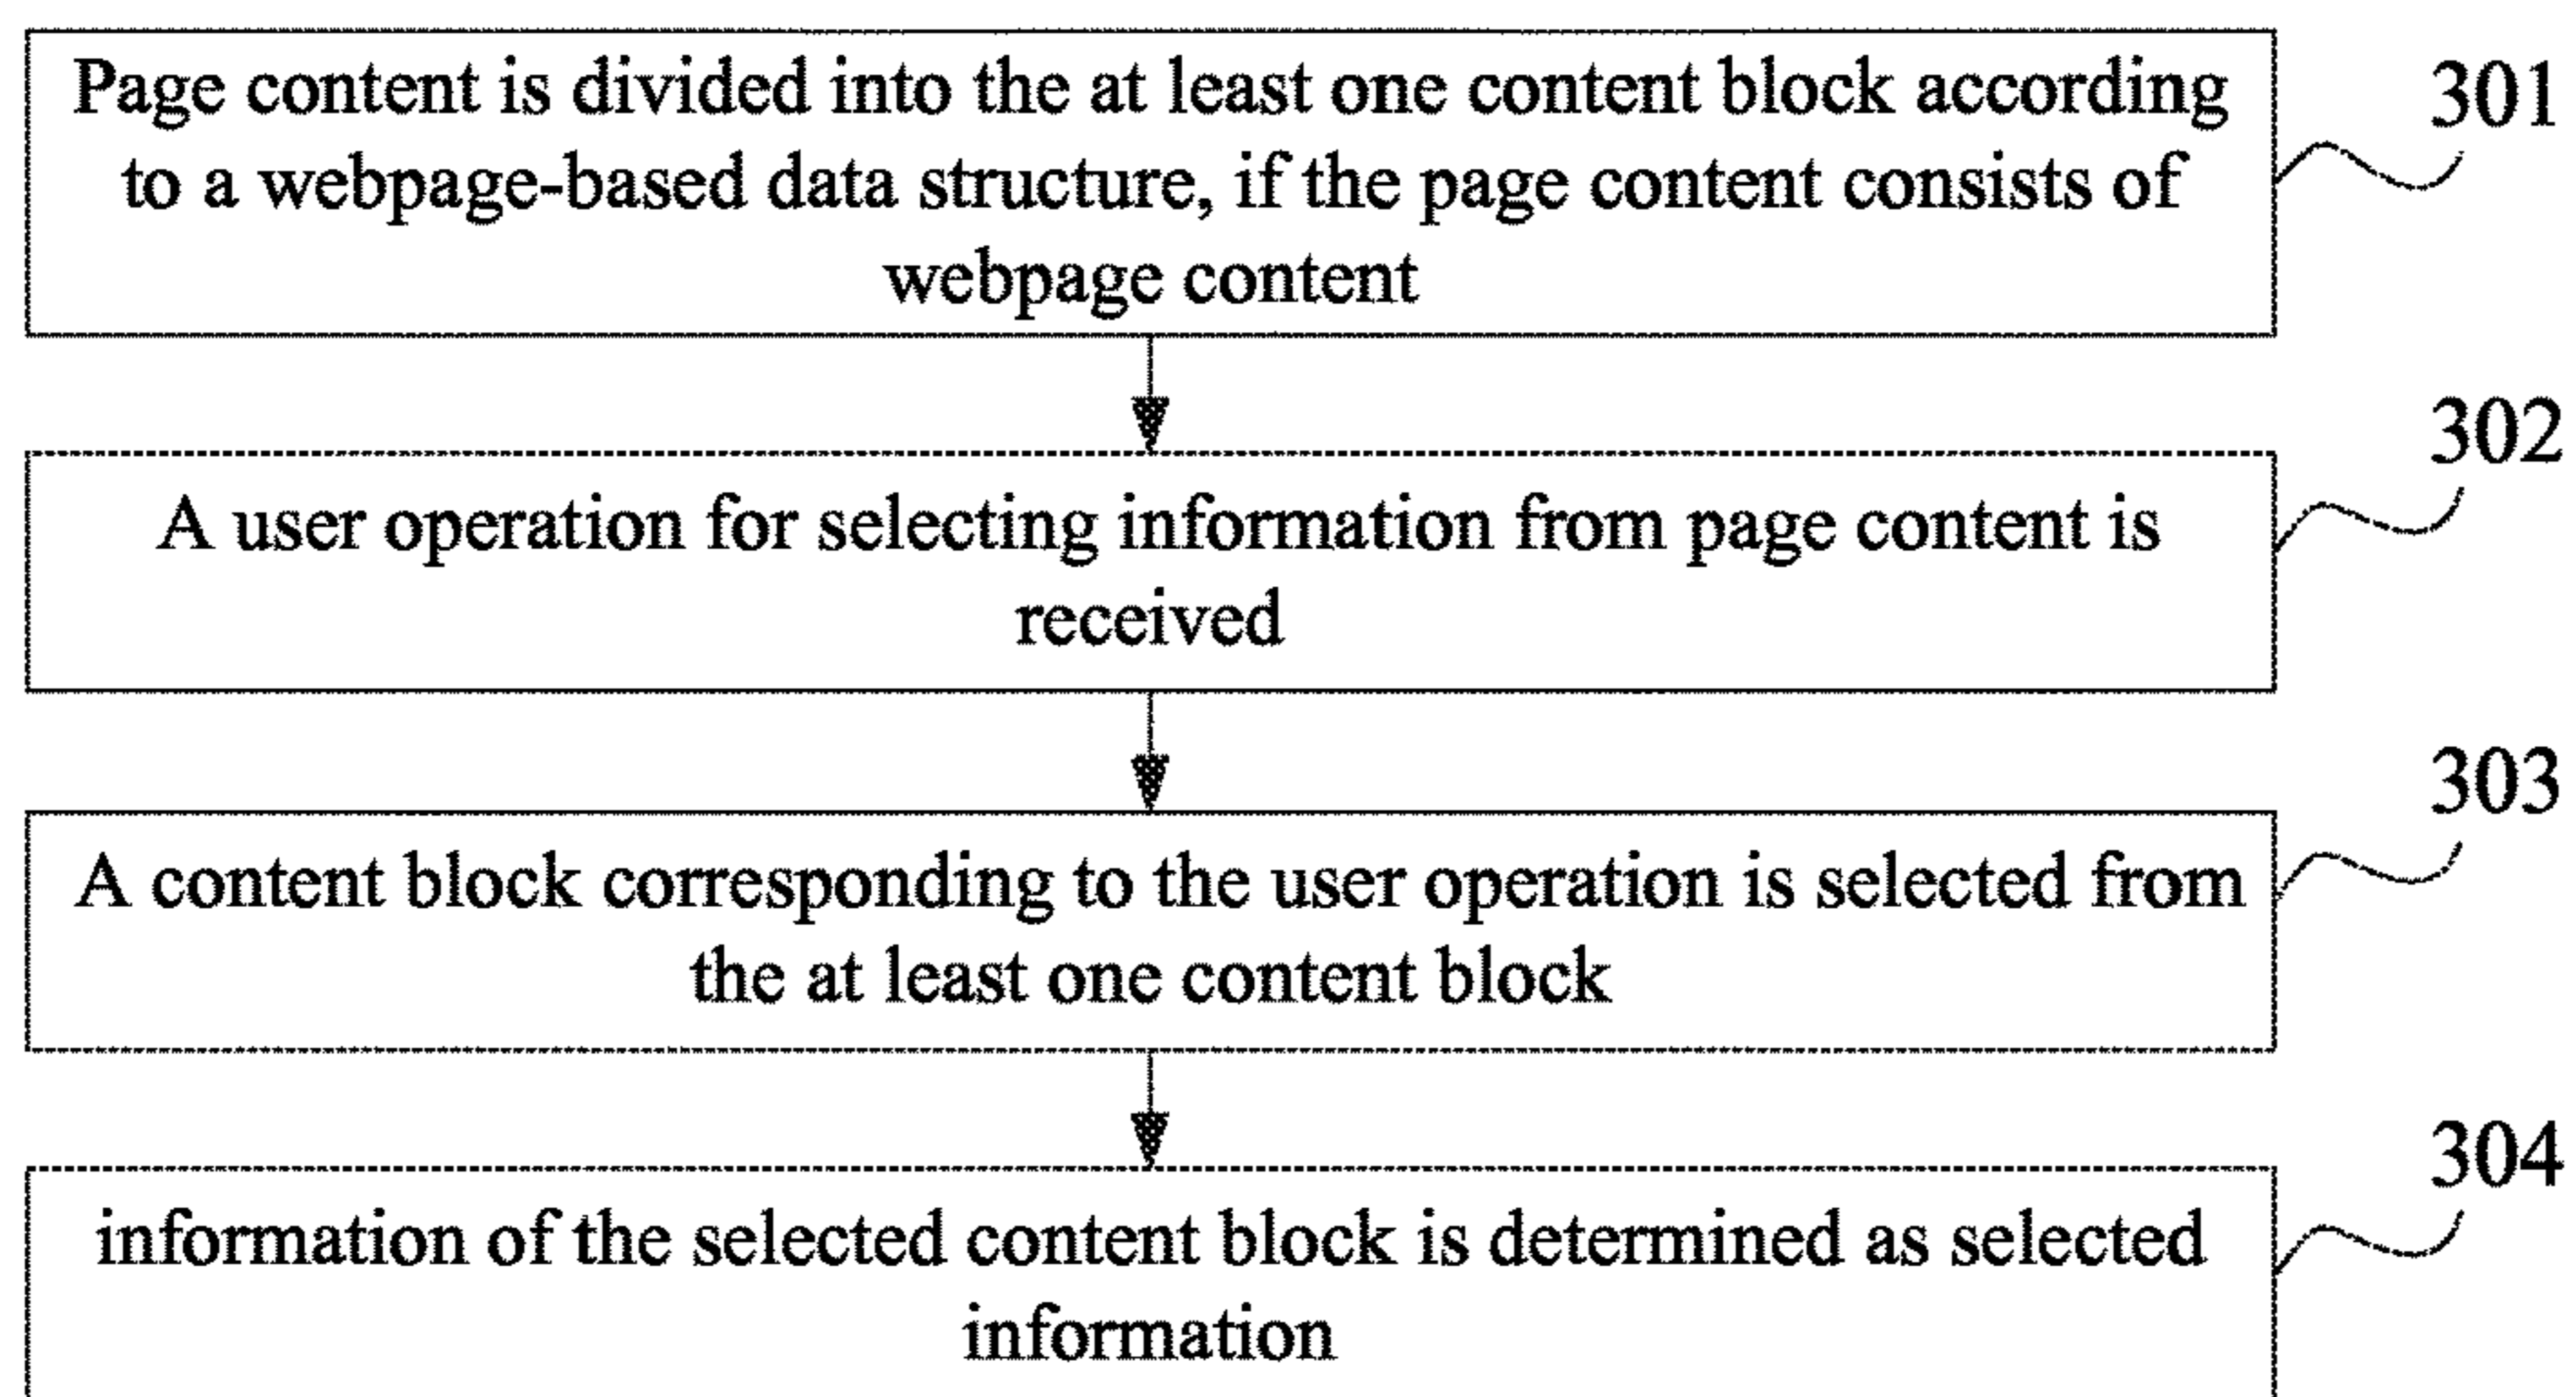 Page content is divided into the at least one content block according
to a webpage-based data structure, if the page content consists of
webpage content
301
A user operation for selecting information from page content is
received
302
A content block corresponding to the user operation is selected from
the at least one content block
303
information of the selected content block is determined as selected
information
304